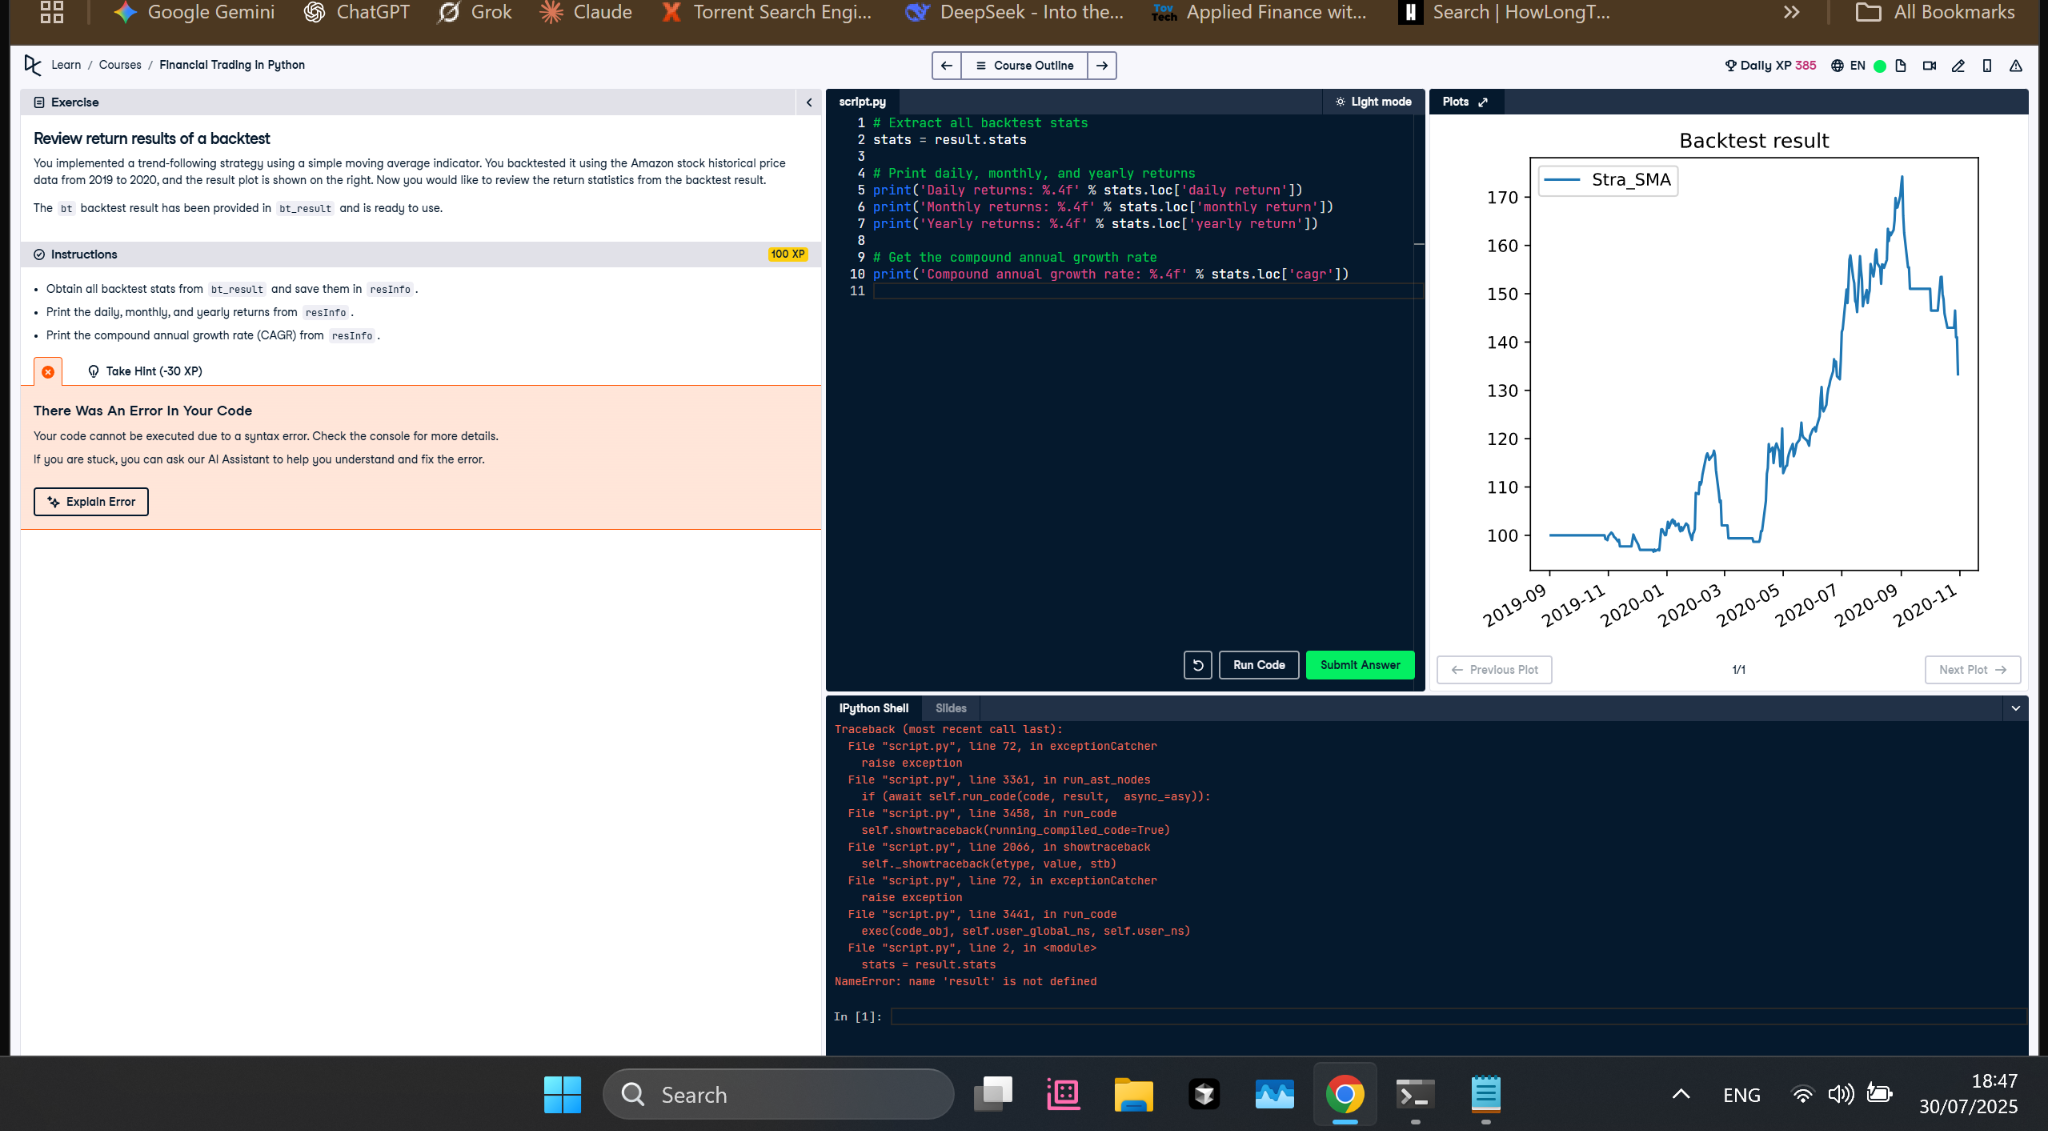 Google Gemini ChatGPT Grok Claude Torrent Search Engi... DeepSeek - Into the... Tov Tech Applied Finance wit... Search | HowLongT... >> All Bookmarks
Learn / Courses / Financial Trading in Python
← Course Outline →
Daily XP 385 EN
Exercise
Review return results of a backtest
You implemented a trend-following strategy using a simple moving average indicator. You backtested it using the Amazon stock historical price
data from 2019 to 2020, and the result plot is shown on the right. Now you would like to review the return statistics from the backtest result.
The bt backtest result has been provided in bt_result and is ready to use.
Instructions 100 XP
• Obtain all backtest stats from bt_result and save them in resInfo.
• Print the daily, monthly, and yearly returns from resInfo.
• Print the compound annual growth rate (CAGR) from resInfo.
Take Hint (-30 XP)
There Was An Error In Your Code
Your code cannot be executed due to a syntax error. Check the console for more details.
If you are stuck, you can ask our AI Assistant to help you understand and fix the error.
Explain Error
script.py Light mode
1 # Extract all backtest stats
2 stats = result.stats
3
4 # Print daily, monthly, and yearly returns
5 print('Daily returns: %.4f' % stats.loc['daily return'])
6 print('Monthly returns: %.4f' % stats.loc['monthly return'])
7 print('Yearly returns: %.4f' % stats.loc['yearly return'])
8
9 # Get the compound annual growth rate
10 print('Compound annual growth rate: %.4f' % stats.loc['cagr'])
11
Run Code Submit Answer
Plots
Backtest result
Stra_SMA
170
160
150
140
130
120
110
100
2019-09 2019-11 2020-01 2020-03 2020-05 2020-07 2020-09 2020-11
← Previous Plot 1/1 Next Plot →
IPython Shell Slides
Traceback (most recent call last):
File "script.py", line 72, in exceptionCatcher
raise exception
File "script.py", line 3361, in run_ast_nodes
if (await self.run_code(code, result, async_=asy)):
File "script.py", line 3458, in run_code
self.showtraceback(running_compiled_code=True)
File "script.py", line 2066, in showtraceback
self._showtraceback(etype, value, stb)
File "script.py", line 72, in exceptionCatcher
raise exception
File "script.py", line 3441, in run_code
exec(code_obj, self.user_global_ns, self.user_ns)
File "script.py", line 2, in <module>
stats = result.stats
NameError: name 'result' is not defined
In [1]:
Search
ENG
18:47
30/07/2025